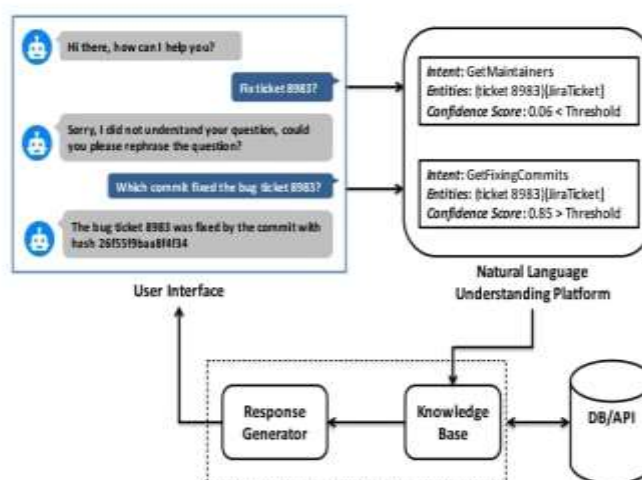 Hi there, how can I help you?
Fix ticket 8983?
Sorry, I did not understand your question, could
you please rephrase the question?
Which commit fixed the bug ticket 8983?
The bug ticket 8983 was fixed by the commit with
hash 26f55f9baa8f4f34
User Interface
Intent: GetMaintainers
Entities: (ticket 8983)[JiraTicket]
Confidence Score: 0.06 < Threshold
Intent: GetFixingCommits
Entities: (ticket 8983)[JiraTicket]
Confidence Score: 0.85 > Threshold
Natural Language
Understanding Platform
Response
Generator
Knowledge
Base
DB/API